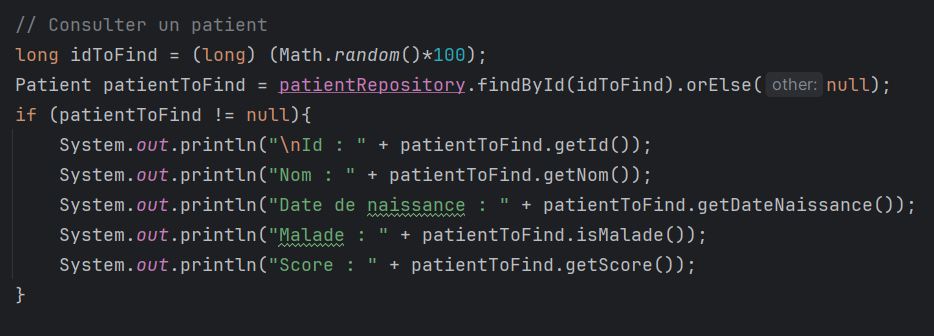 // Consulter un patient
long idToFind = (long) (Math.random()*100);
Patient patientToFind = patientRepository.findById(idToFind).orElse( other: null);
if (patientToFind != null){
    System.out.println("\nId : " + patientToFind.getId());
    System.out.println("Nom : " + patientToFind.getNom());
    System.out.println("Date de naissance : " + patientToFind.getDateNaissance());
    System.out.println("Malade : " + patientToFind.isMalade());
    System.out.println("Score : " + patientToFind.getScore());
}